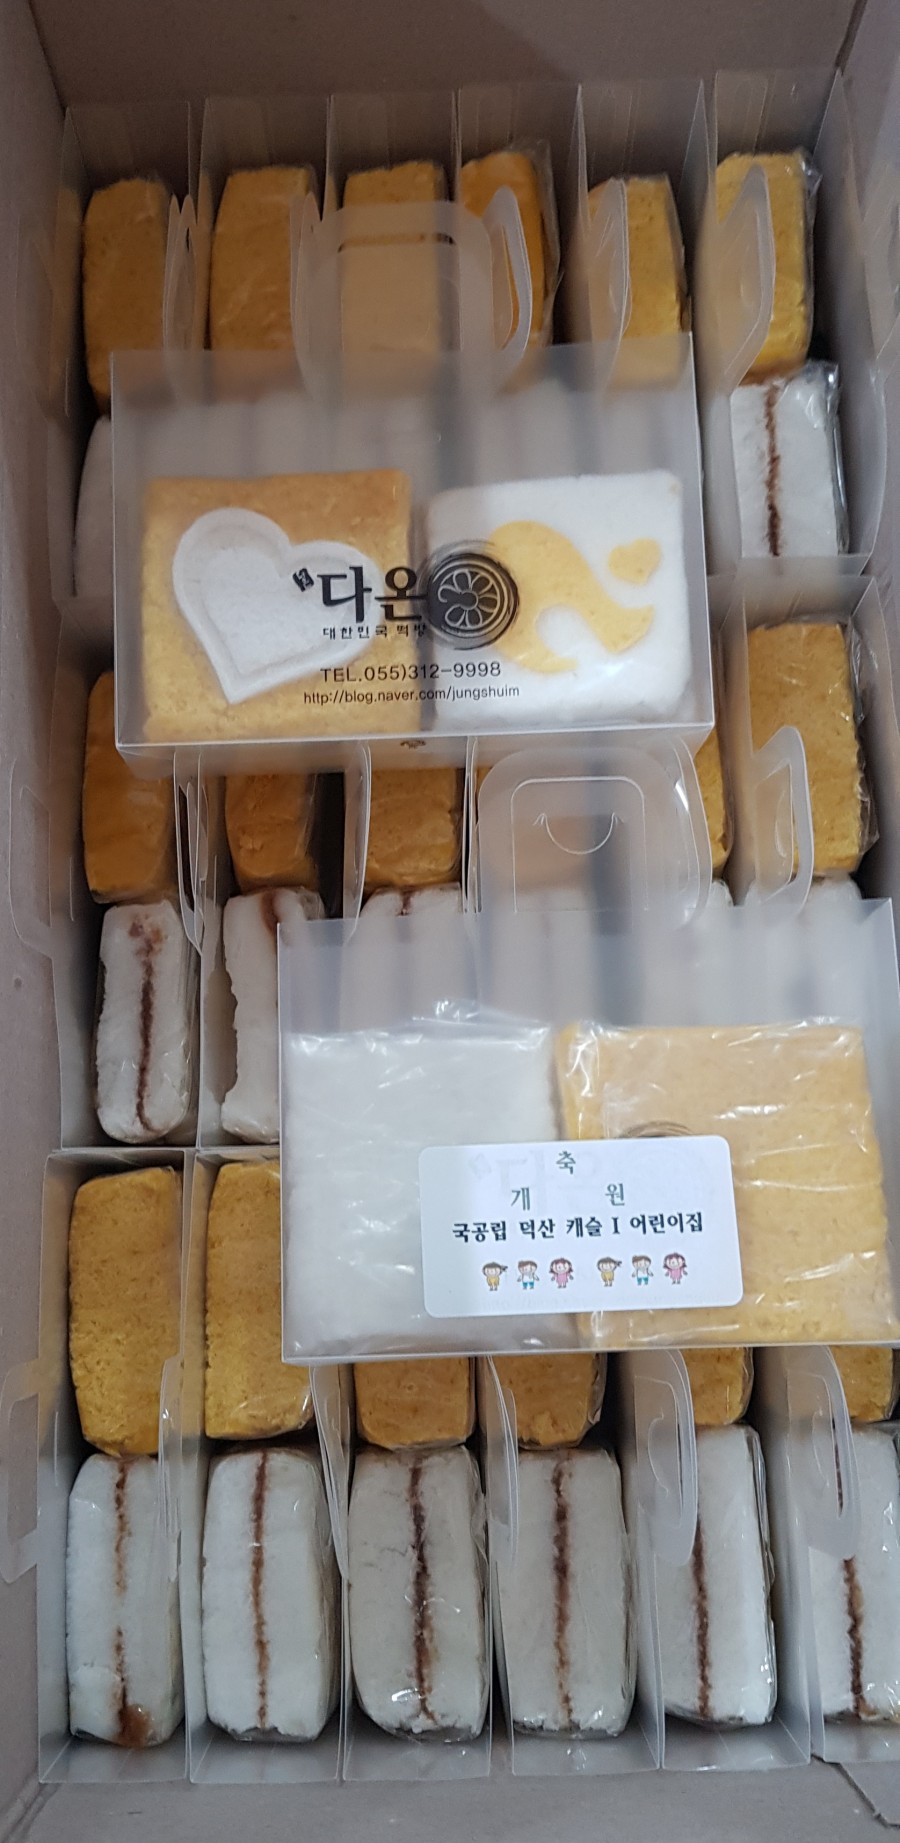 다온
대한민국 떡방
TEL.055)312-9998
http://blog.naver.com/jungshuim
축
개 원
국공립 덕산 캐슬 I 어린이집